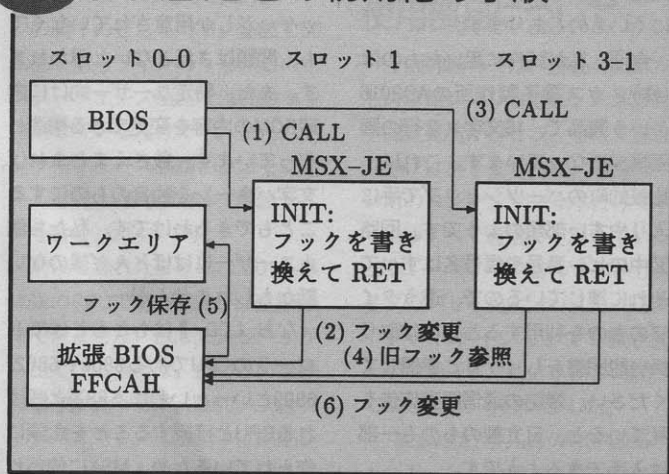 スロット0-0
スロット1
スロット3-1
BIOS
(1) CALL
(3) CALL
MSX-JE
MSX-JE
INIT:
フックを書き
換えて RET
INIT:
フックを書き
換えて RET
ワークエリア
フック保存 (5)
(2) フック変更
(4) 旧フック参照
拡張 BIOS
FFCAH
(6) フック変更